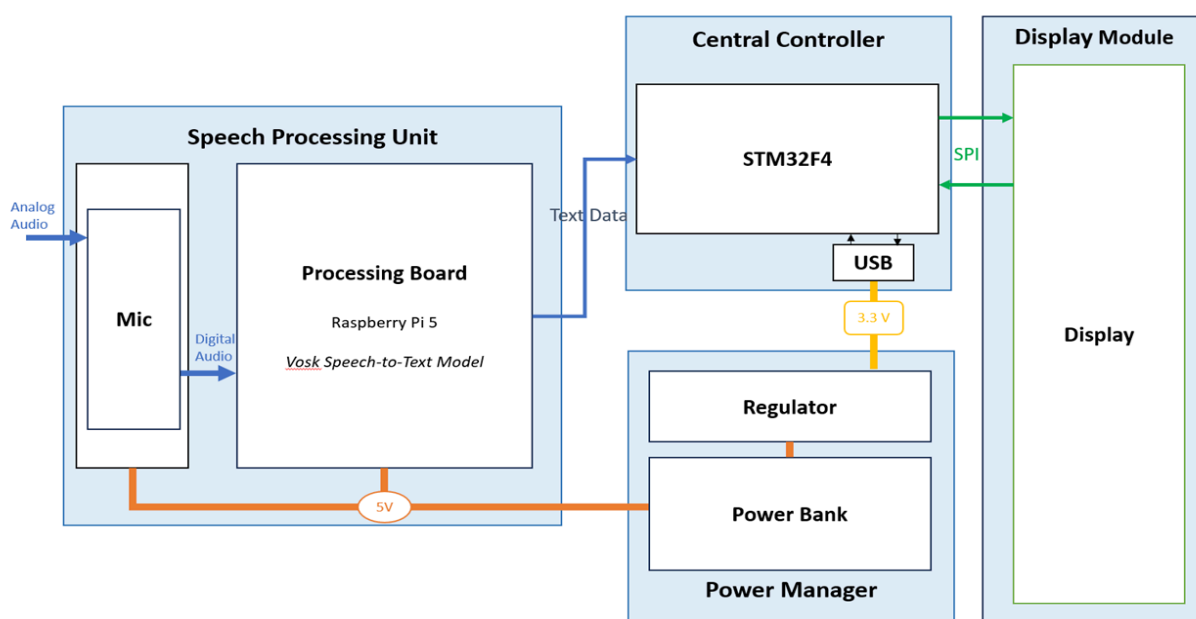 Speech Processing Unit
Analog
Audio
Mic
Digital
Audio
Processing Board
Raspberry Pi 5
Vosk Speech-to-Text Model
5V
Text Data
Central Controller
STM32F4
USB
3.3 V
SPI
Regulator
Power Bank
Power Manager
Display Module
Display